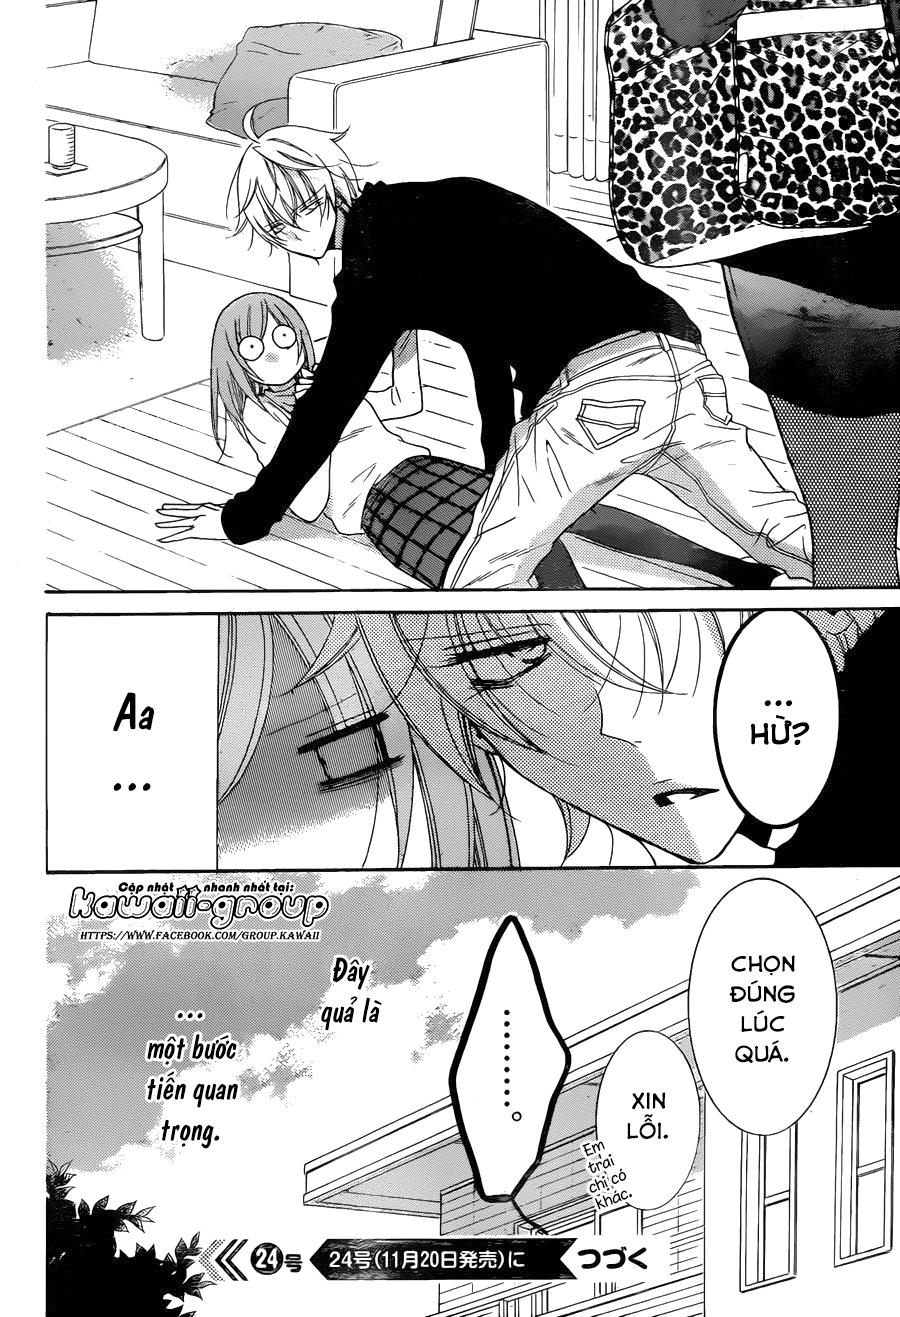 ...
HỪ?
Aa
...
Cập nhật nhanh nhất tại:
kawaii-group
HTTPS://WWW.FACEBOOK.COM/GROUP.KAWAII
CHỌN
ĐÚNG
LÚC
QUÁ.
XIN
LỖI.
Em
trai
chị có
khác.
.........。
Đây
quả là
...
một bước
tiến quan
trọng.
24号
24号(11月20日発売)に
つづく